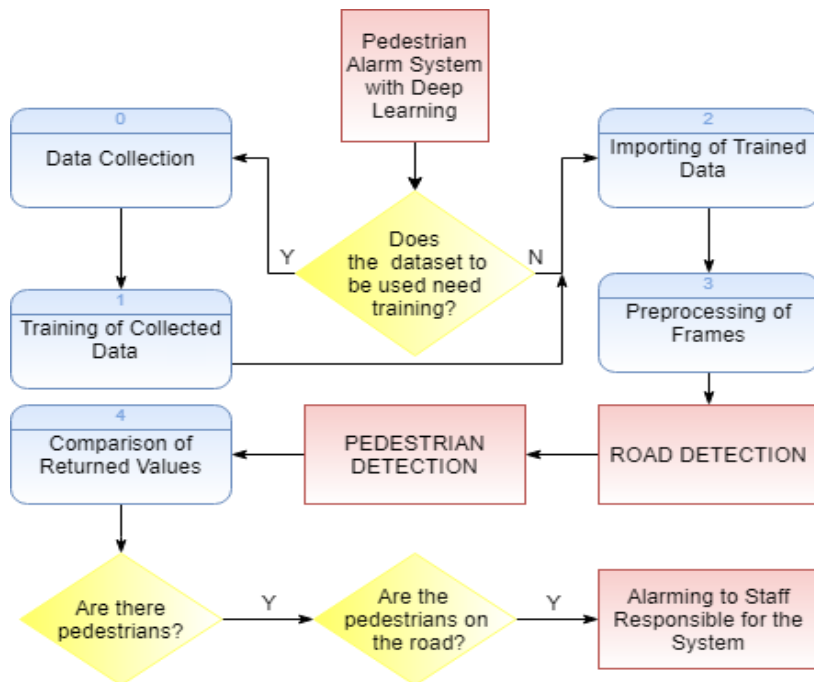 Pedestrian
Alarm System
with Deep
Learning
0
Data Collection
2
Importing of Trained
Data
Y
Does
the dataset to
be used need
training?
N
1
Training of Collected
Data
3
Preprocessing of
Frames
4
Comparison of
Returned Values
PEDESTRIAN
DETECTION
ROAD DETECTION
Are there
pedestrians?
Y
Are the
pedestrians on
the road?
Y
Alarming to Staff
Responsible for the
System